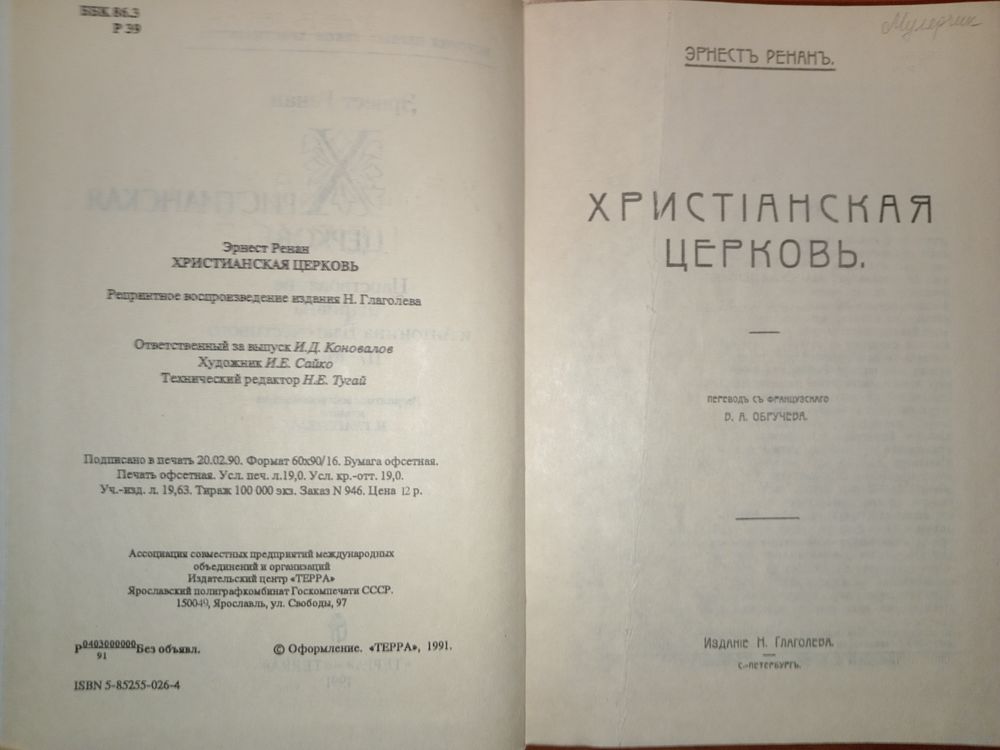 ББК 86.3
Р 39
Эрнест Ренан
ХРИСТИАНСКАЯ ЦЕРКОВЬ
Репринтное воспроизведение издания Н. Глаголева
Ответственный за выпуск И.Д. Коновалов
Художник И.Е. Сайко
Технический редактор Н.Е. Тугай
Подписано в печать 20.02.90. Формат 60х90/16. Бумага офсетная.
Печать офсетная. Усл. печ. л.19,0. Усл. кр.-отт. 19,0.
Уч.-изд. л. 19,63. Тираж 100 000 экз. Заказ N 946. Цена 12 р.
Ассоциация совместных предприятий международных
объединений и организаций
Издательский центр «ТЕРРА»
Ярославский полиграфкомбинат Госкомпечати СССР.
150049, Ярославль, ул. Свободы, 97
Р 0403000000 Без объявл.
91
© Оформление. «ТЕРРА», 1991.
ISBN 5-85255-026-4
ЭРНЕСТЪ РЕНАНЪ.
ХРИСТІАНСКАЯ
ЦЕРКОВЬ.
ПЕРЕВОДЪ СЪ ФРАНЦУЗСКАГО
В. А. ОБРУЧЕВА.
Изданіе Н. Глаголева.
С.-ПЕТЕРБУРГЪ.